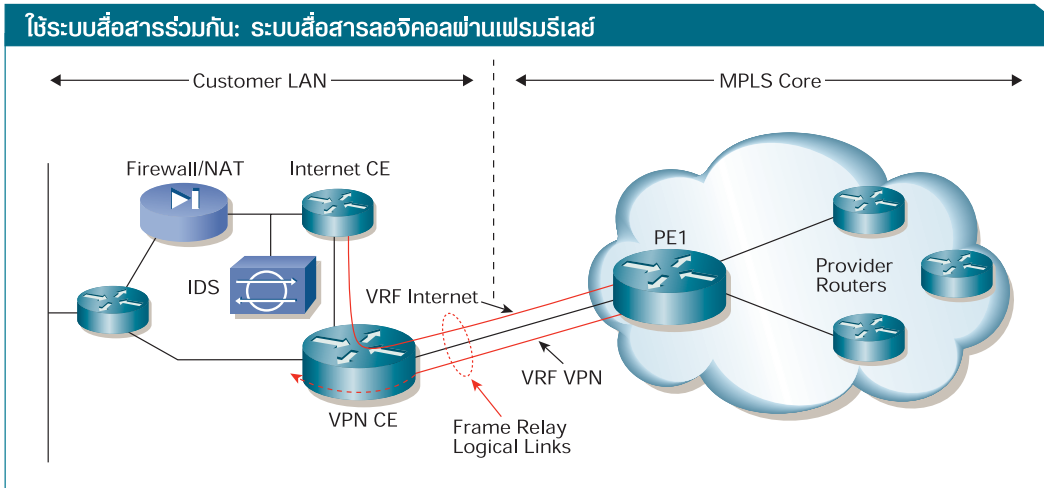 ใช้ระบบสื่อสารร่วมกัน: ระบบสื่อสารลอจิคอลผ่านเฟรมรีเลย์
Customer LAN
MPLS Core
Firewall/NAT
Internet CE
IDS
PE1
Provider
Routers
VRF Internet
VRF VPN
VPN CE
Frame Relay
Logical Links